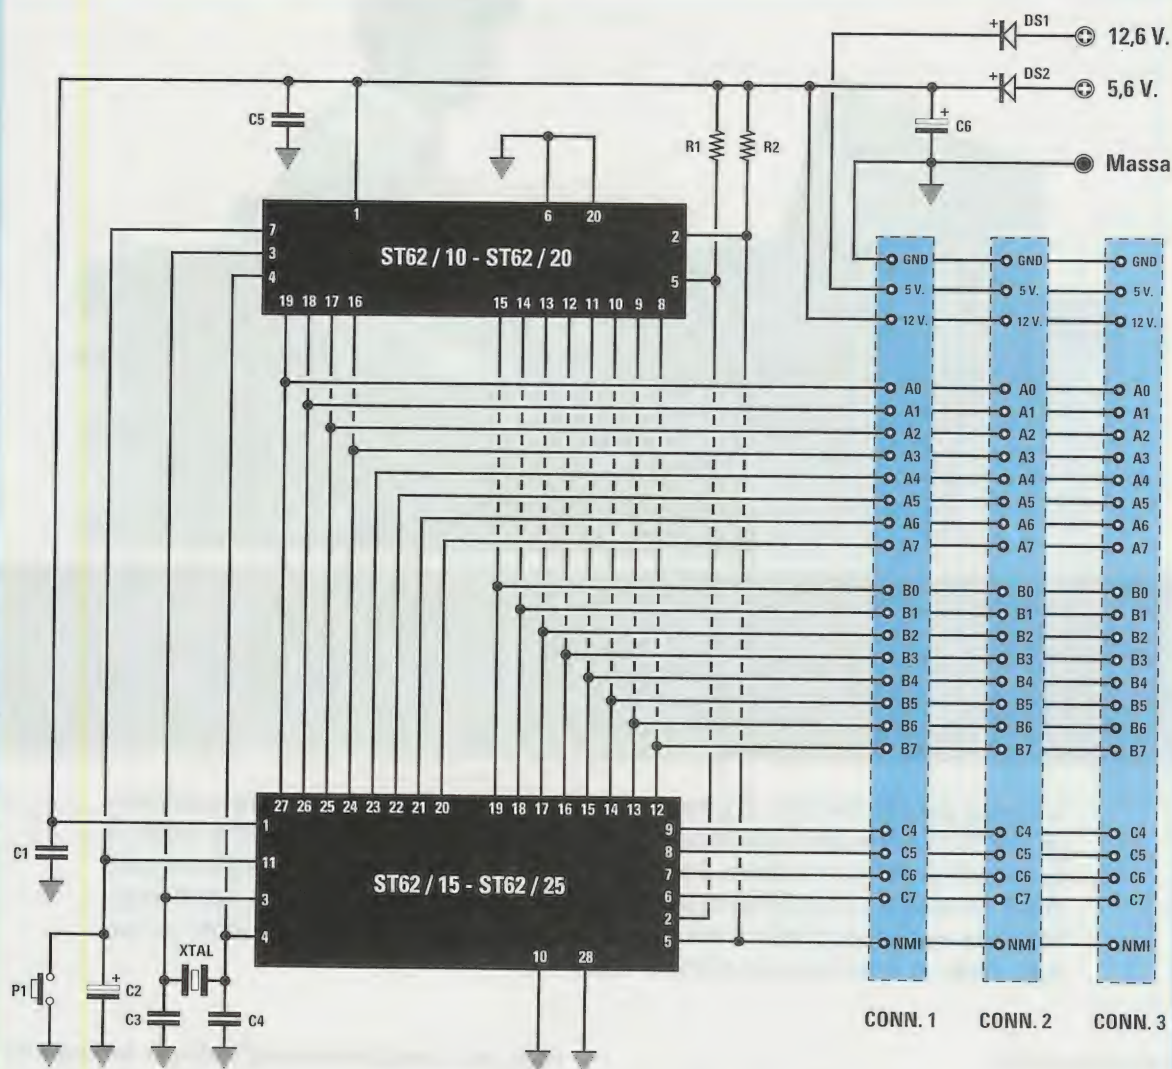 DS1
12,6 V.
DS2
5,6 V.
C5
C6
R1
R2
Massa
1
6
20
7
3
4
2
5
ST62 / 10 - ST62 / 20
19 18 17 16
15 14 13 12 11 10 9 8
GND GND GND
5 V. 5 V. 5 V.
12 V. 12 V. 12 V.
A0 A0 A0
A1 A1 A1
A2 A2 A2
A3 A3 A3
A4 A4 A4
A5 A5 A5
A6 A6 A6
A7 A7 A7
B0 B0 B0
B1 B1 B1
B2 B2 B2
B3 B3 B3
B4 B4 B4
B5 B5 B5
B6 B6 B6
B7 B7 B7
27 26 25 24 23 22 21 20
19 18 17 16 15 14 13 12
1
11
3
4
9
8
7
6
2
5
ST62 / 15 - ST62 / 25
10
28
C4 C4 C4
C5 C5 C5
C6 C6 C6
C7 C7 C7
NMI NMI NMI
C1
XTAL
P1
+
C2
C3
C4
CONN. 1
CONN. 2
CONN. 3